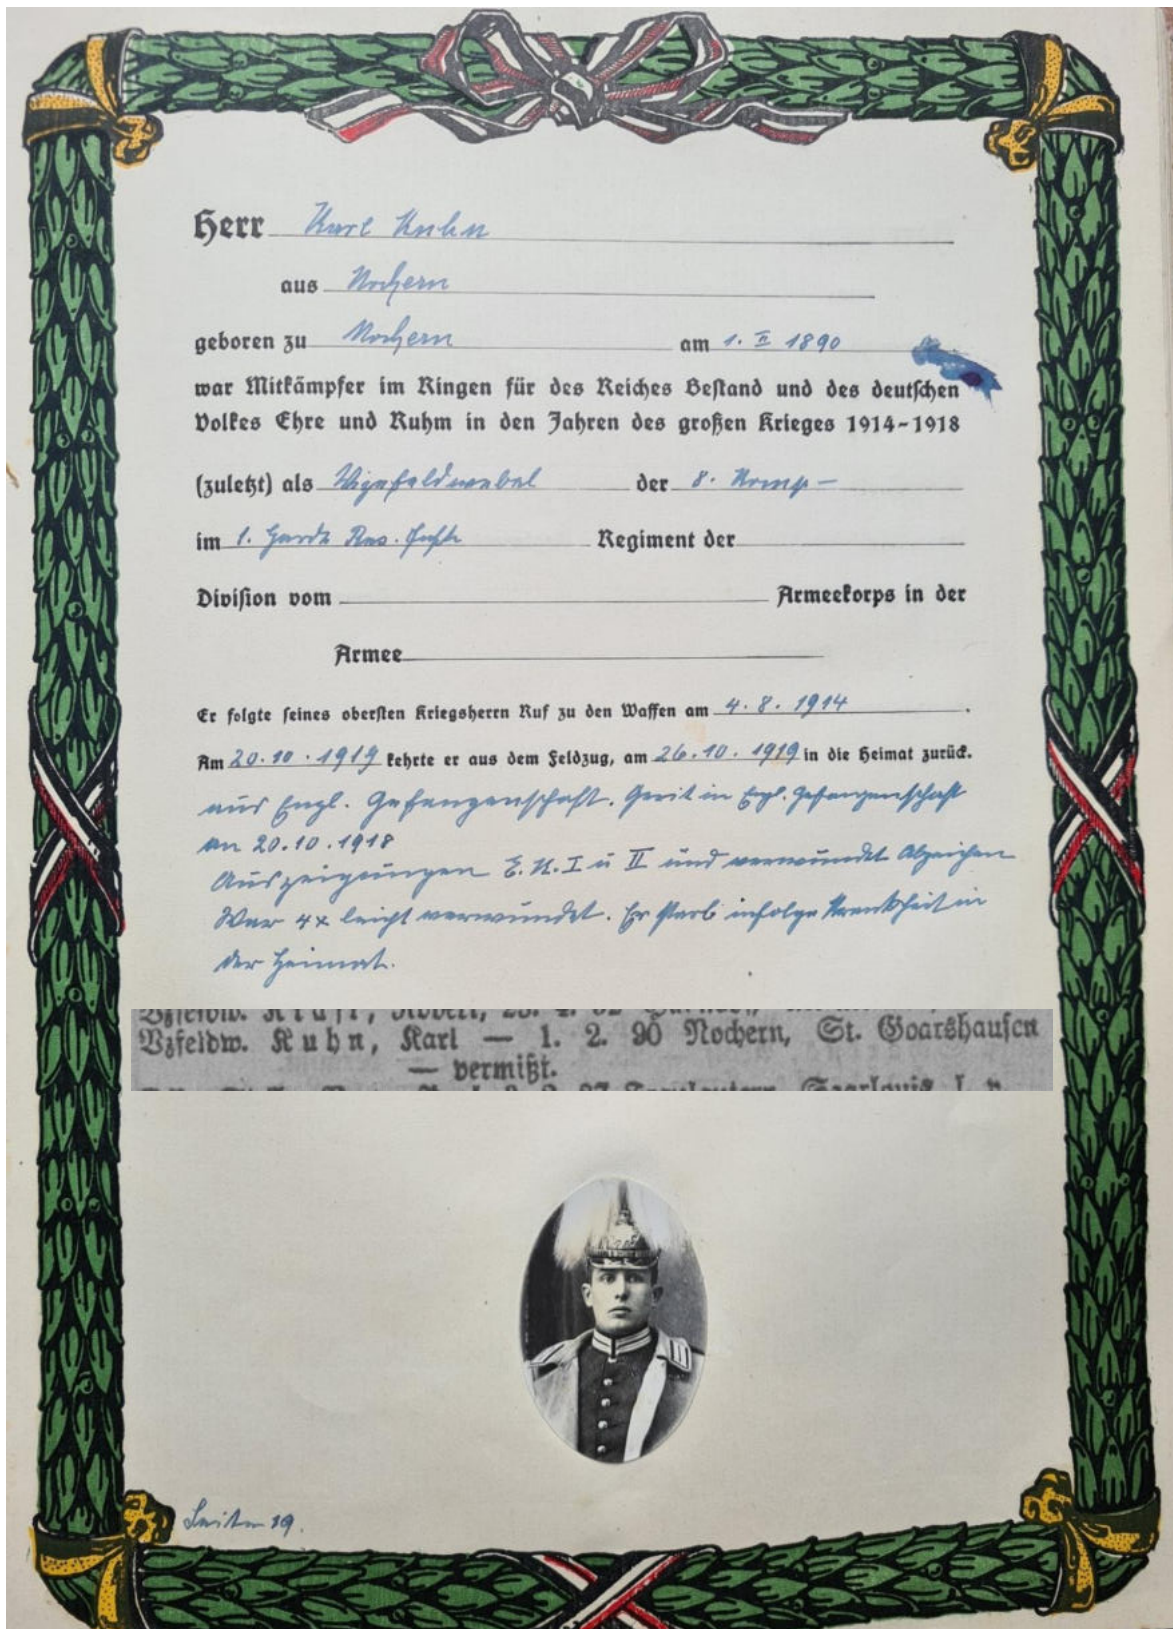 Herr Karl Kuhn
aus Nochern
geboren zu Nochern am 1. II 1890
war Mitkämpfer im Ringen für des Reiches Bestand und des deutschen
Volkes Ehre und Ruhm in den Jahren des großen Krieges 1914-1918
(zuletzt) als Vizefeldwebel der 8. Komp-
im 1. Garde Res. Regiment der
Division vom Armeekorps in der
Armee
Er folgte seines obersten Kriegsherrn Ruf zu den Waffen am 4. 8. 1914.
Am 20.10.1919 kehrte er aus dem Feldzug, am 26.10.1919 in die Heimat zurück.
aus Engl. Gefangenschaft. Geriet in Engl. Gefangenschaft
an 20.10.1918
Auszeignungen E.K. I u II und verwundet Abzeichen
War 4x leicht verwundet. Er starb infolge Krankheit in
der Heimat.
Vzfeldw. Kuhn, Karl — 1. 2. 90 Nochern, St. Goarshausen
— vermißt.
Seite 19.